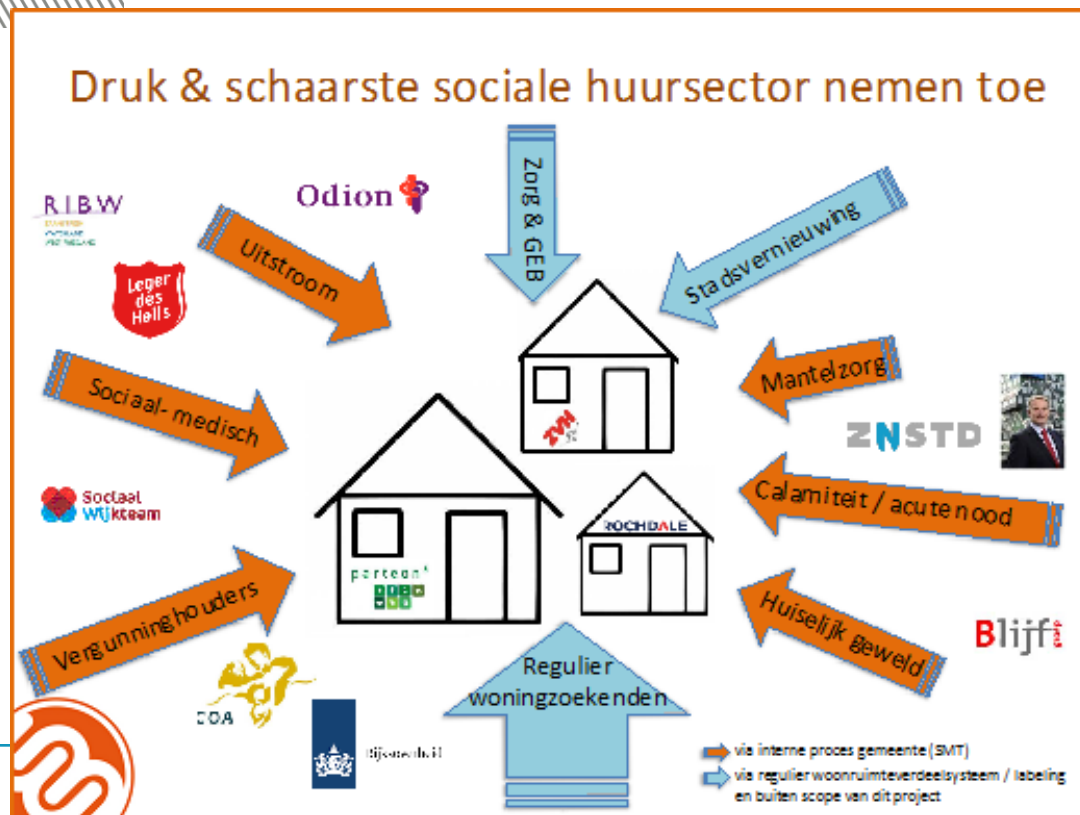 Druk & schaarste sociale huursector nemen toe
RIBW
Odion
Zorg & GEB
Stadsvernieuwing
Uitstroom
Leger
des
Heils
Mantelzorg
ZNSTD
Sociaal-medisch
ZVH
Calamiteit / acute nood
ROCHDALE
Sociaal
Wijkteam
parteon
Huiselijk geweld
Vergunninghouders
Blijf
Regulier
woningzoekenden
COA
via interne proces gemeente (SMT)
via regulier woonruimteverdeelsysteem / labeling
en buiten scope van dit project